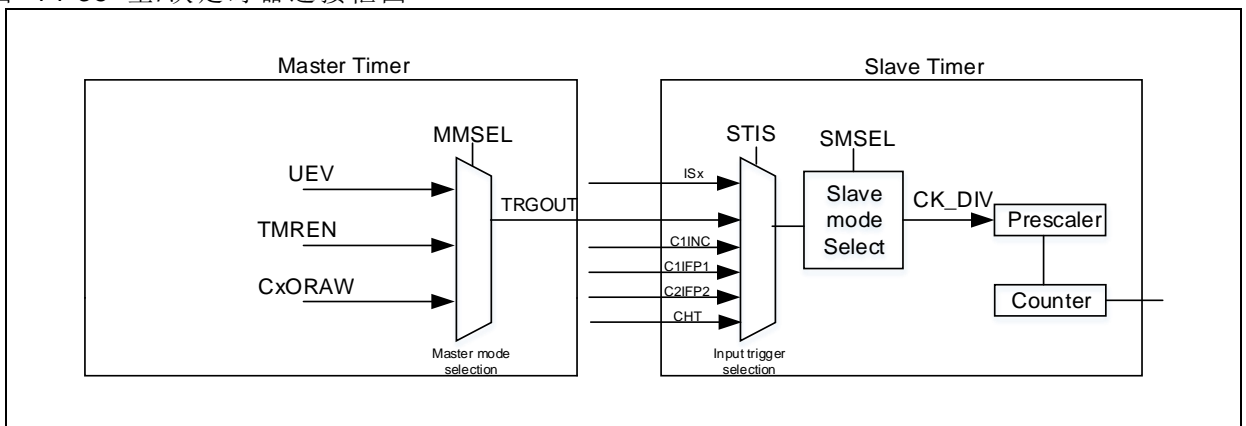 Master Timer
Slave Timer
MMSEL
STIS
SMSEL
UEV
ISx
TRGOUT
Slave
mode
Select
CK_DIV
Prescaler
TMREN
C1INC
C1IFP1
CxORAW
C2IFP2
Counter
CHT
Master mode
selection
Input trigger
selection